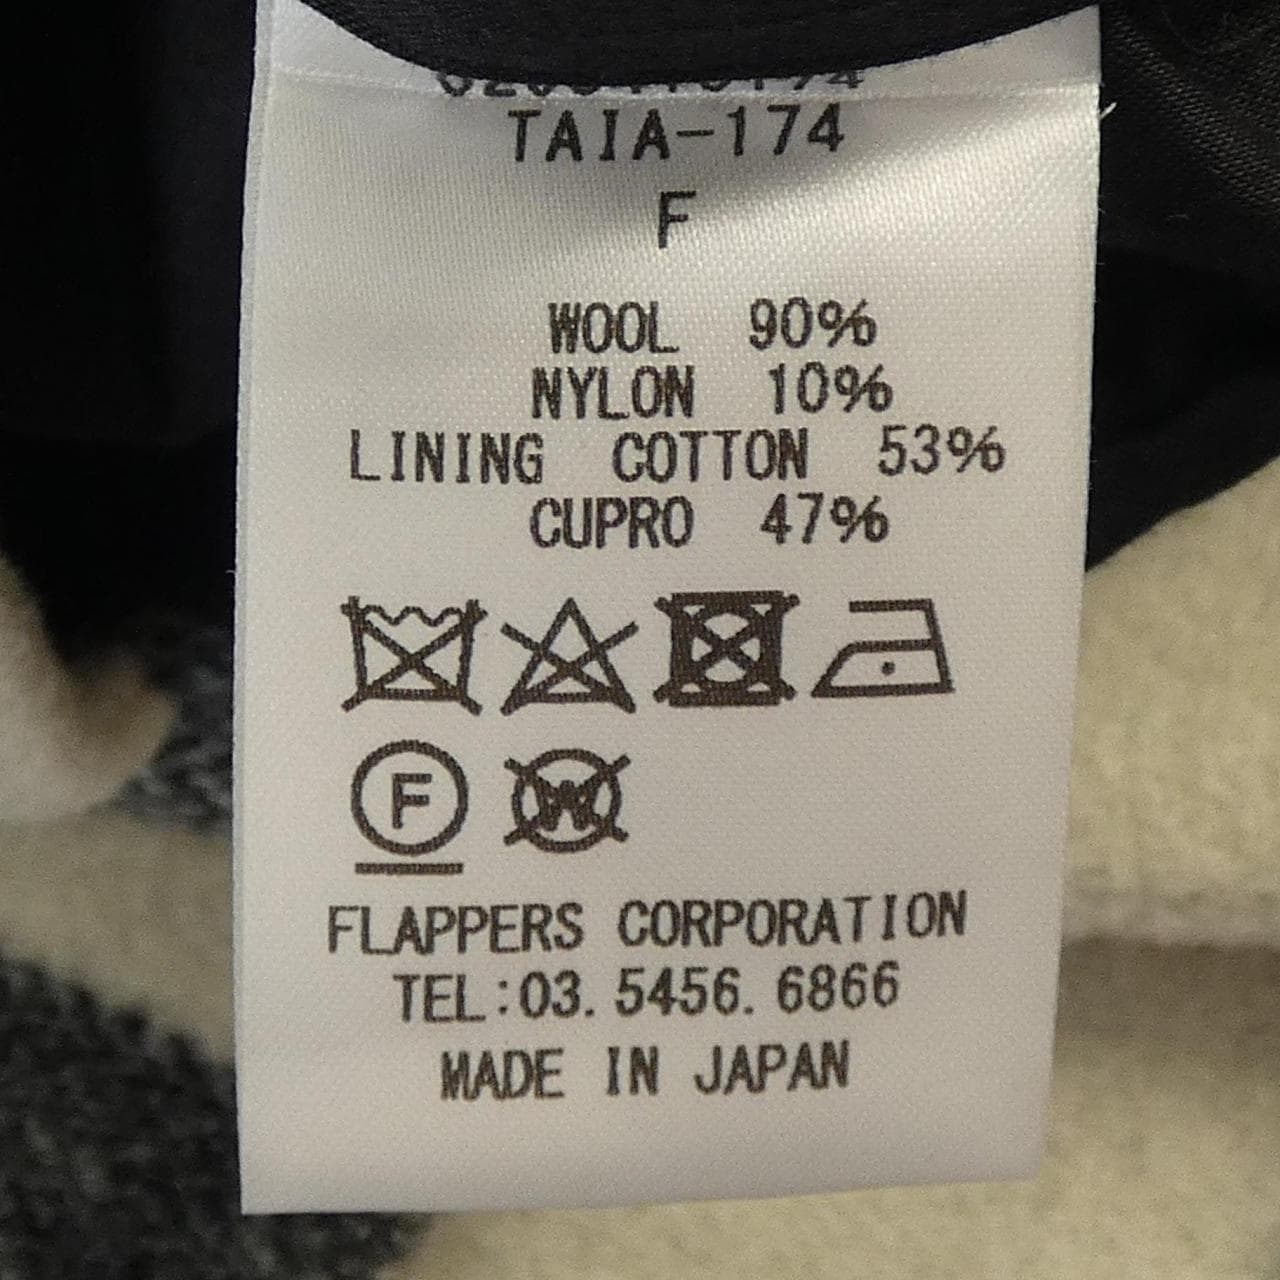 TAIA-174
F
WOOL 90%
NYLON 10%
LINING COTTON 53%
CUPRO 47%
F W
FLAPPERS CORPORATION
TEL:03.5456.6866
MADE IN JAPAN